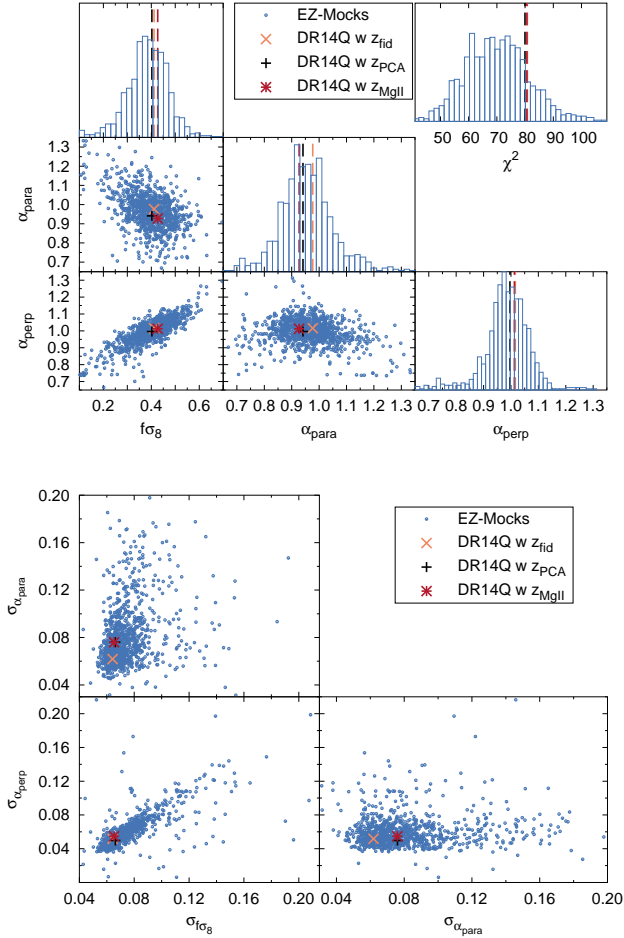 EZ-Mocks
DR14Q w z_fid
DR14Q w z_PCA
DR14Q w z_MgII
50 60 70 80 90 100
χ²
1.3
1.2
1.1
1.0
0.9
0.8
0.7
α_para
1.3
1.2
1.1
1.0
0.9
0.8
0.7
α_perp
0.2 0.4 0.6
0.7 0.8 0.9 1.0 1.1 1.2 1.3
0.7 0.8 0.9 1.0 1.1 1.2 1.3
fσ₈
α_para
α_perp
EZ-Mocks
DR14Q w z_fid
DR14Q w z_PCA
DR14Q w z_MgII
0.20
0.16
0.12
0.08
0.04
σ_α_para
0.20
0.16
0.12
0.08
0.04
σ_α_perp
0.04 0.08 0.12 0.16 0.20
0.04 0.08 0.12 0.16 0.20
σ_fσ₈
σ_α_para